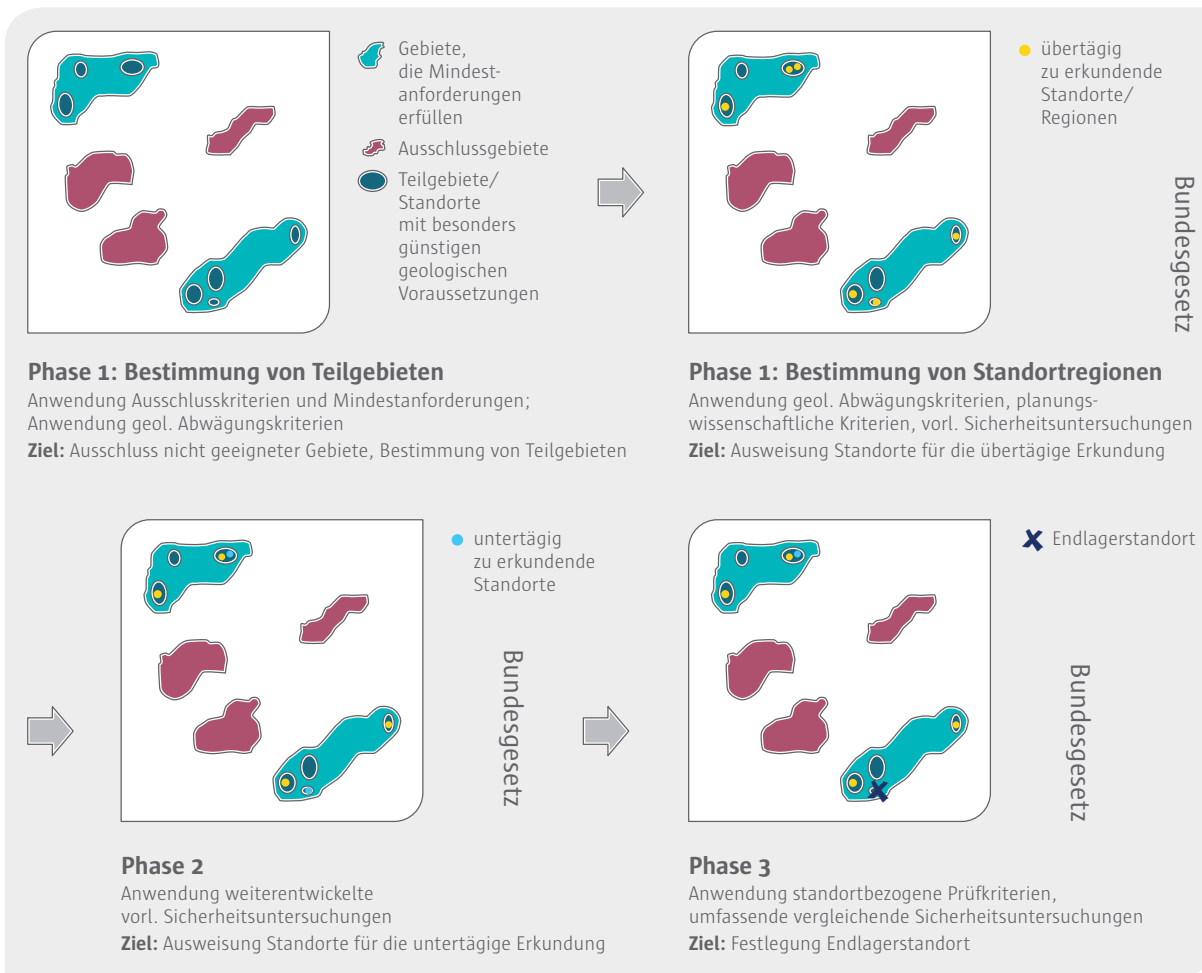 Gebiete,
die Mindest-
anforderungen
erfüllen
Ausschlussgebiete
Teilgebiete/
Standorte
mit besonders
günstigen
geologischen
Voraussetzungen
Phase 1: Bestimmung von Teilgebieten
Anwendung Ausschlusskriterien und Mindestanforderungen;
Anwendung geol. Abwägungskriterien
Ziel: Ausschluss nicht geeigneter Gebiete, Bestimmung von Teilgebieten
übertägig
zu erkundende
Standorte/
Regionen
Bundesgesetz
Phase 1: Bestimmung von Standortregionen
Anwendung geol. Abwägungskriterien, planungs-
wissenschaftliche Kriterien, vorl. Sicherheitsuntersuchungen
Ziel: Ausweisung Standorte für die übertägige Erkundung
untertägig
zu erkundende
Standorte
Bundesgesetz
Phase 2
Anwendung weiterentwickelte
vorl. Sicherheitsuntersuchungen
Ziel: Ausweisung Standorte für die untertägige Erkundung
Endlagerstandort
Bundesgesetz
Phase 3
Anwendung standortbezogene Prüfkriterien,
umfassende vergleichende Sicherheitsuntersuchungen
Ziel: Festlegung Endlagerstandort